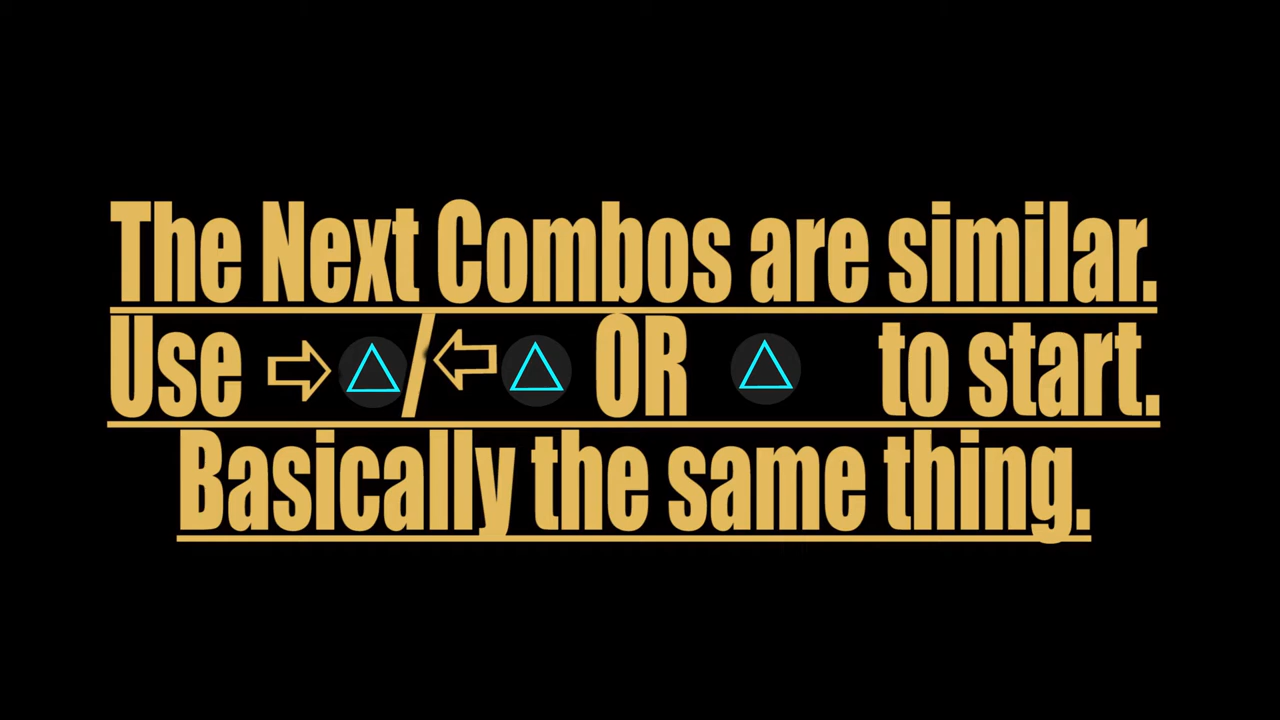 The Next Combos are similar.
Use ⇨△/⇦△ OR △ to start.
Basically the same thing.